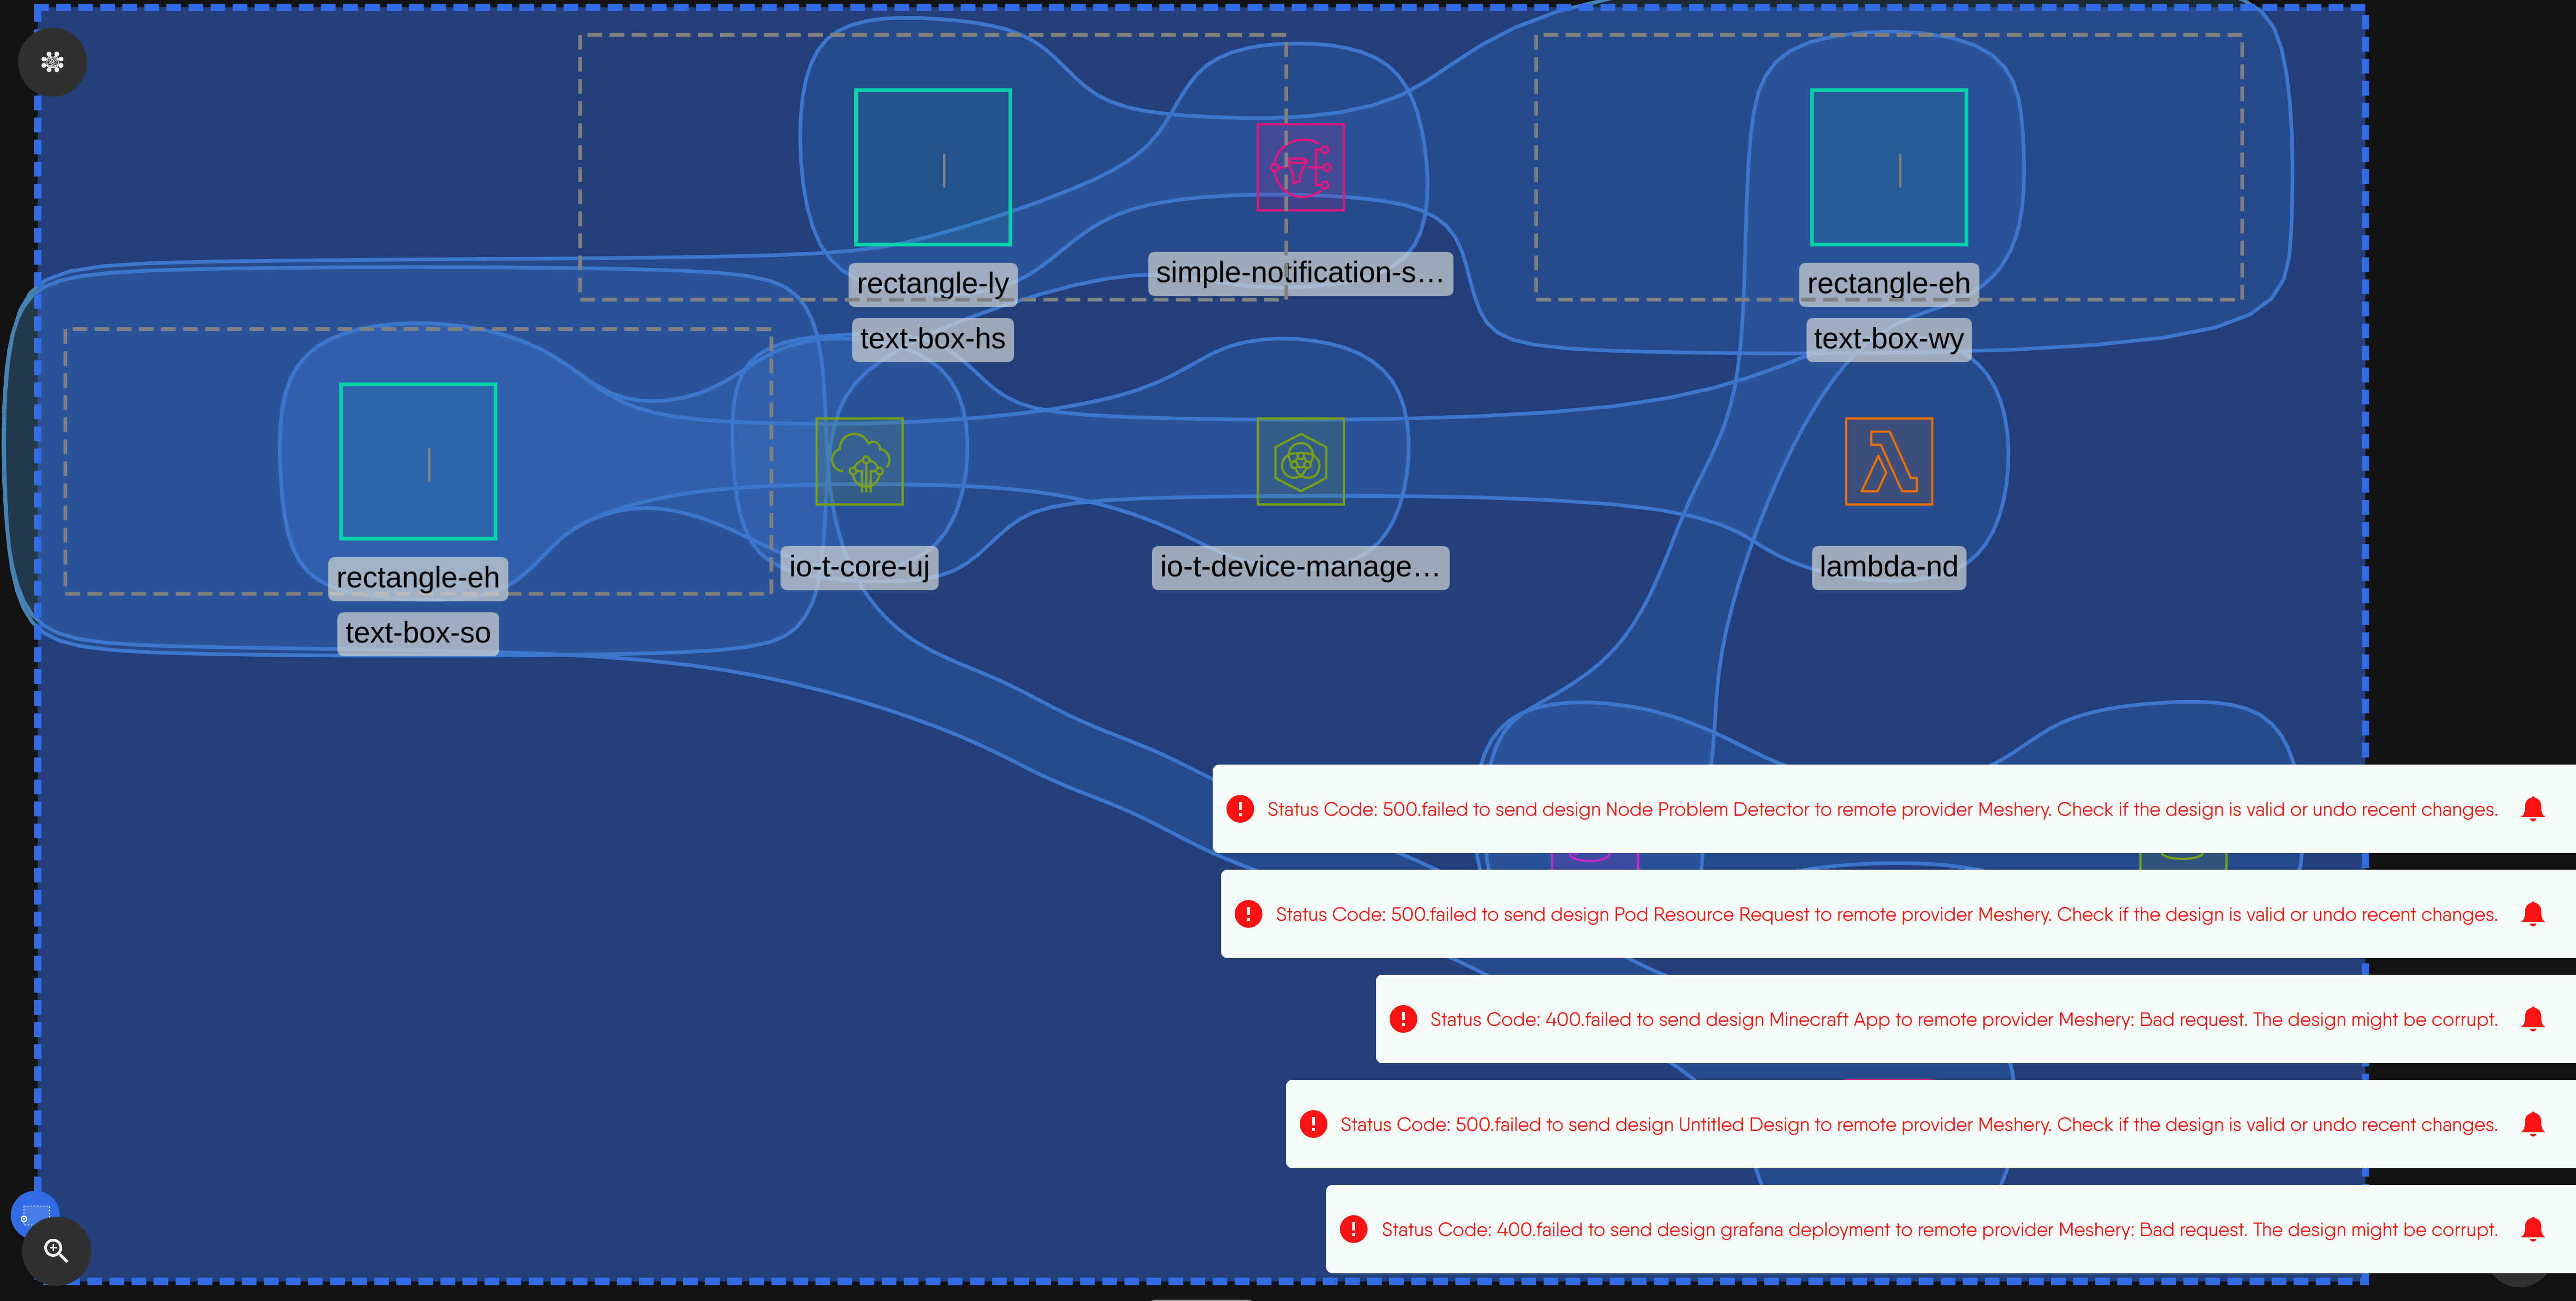 rectangle-ly
simple-notification-s...
rectangle-eh
text-box-hs
text-box-wy
rectangle-eh
io-t-core-uj
io-t-device-manage...
lambda-nd
text-box-so
Status Code: 500.failed to send design Node Problem Detector to remote provider Meshery. Check if the design is valid or undo recent changes.
Status Code: 500.failed to send design Pod Resource Request to remote provider Meshery. Check if the design is valid or undo recent changes.
Status Code: 400.failed to send design Minecraft App to remote provider Meshery: Bad request. The design might be corrupt.
Status Code: 500.failed to send design Untitled Design to remote provider Meshery. Check if the design is valid or undo recent changes.
Status Code: 400.failed to send design grafana deployment to remote provider Meshery: Bad request. The design might be corrupt.